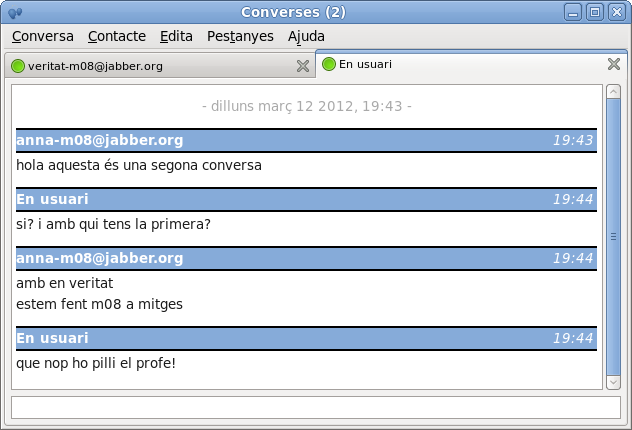 Converses (2)
Conversa Contacte Edita Pestanyes Ajuda
veritat-m08@jabber.org En usuari
- dilluns març 12 2012, 19:43 -
anna-m08@jabber.org 19:43
hola aquesta és una segona conversa
En usuari 19:44
si? i amb qui tens la primera?
anna-m08@jabber.org 19:44
amb en veritat
estem fent m08 a mitges
En usuari 19:44
que nop ho pilli el profe!